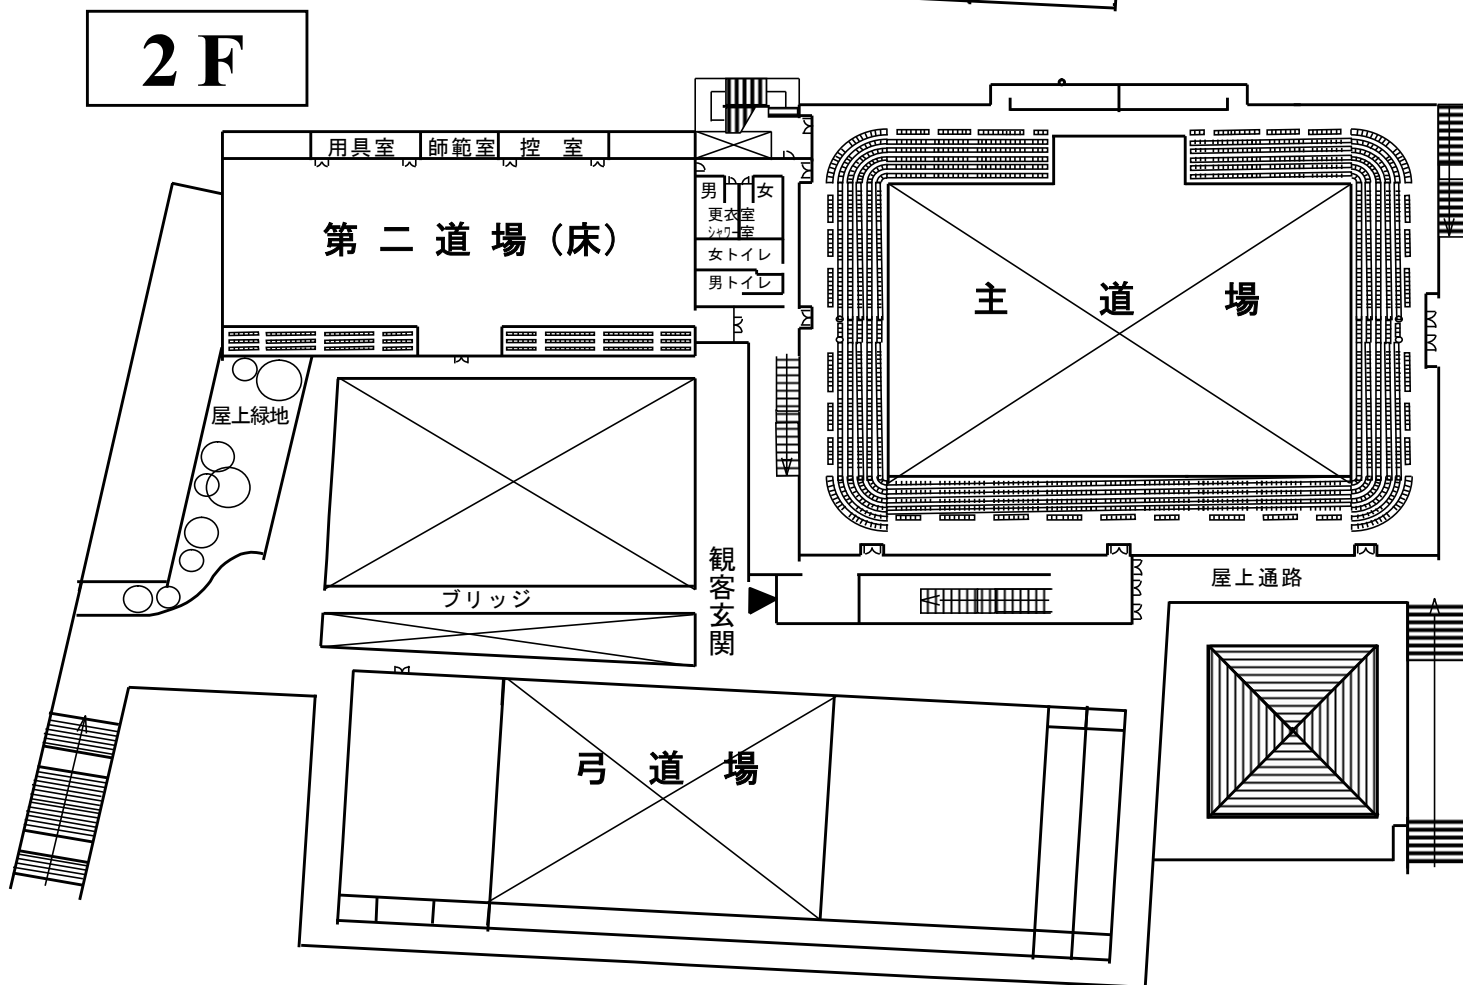 2 F
用具室
師範室
控 室
第 二 道 場（床）
男
女
更衣室
ｼｬﾜｰ室
女トイレ
男トイレ
主 道 場
屋上緑地
ブリッジ
観客玄関
屋上通路
弓 道 場